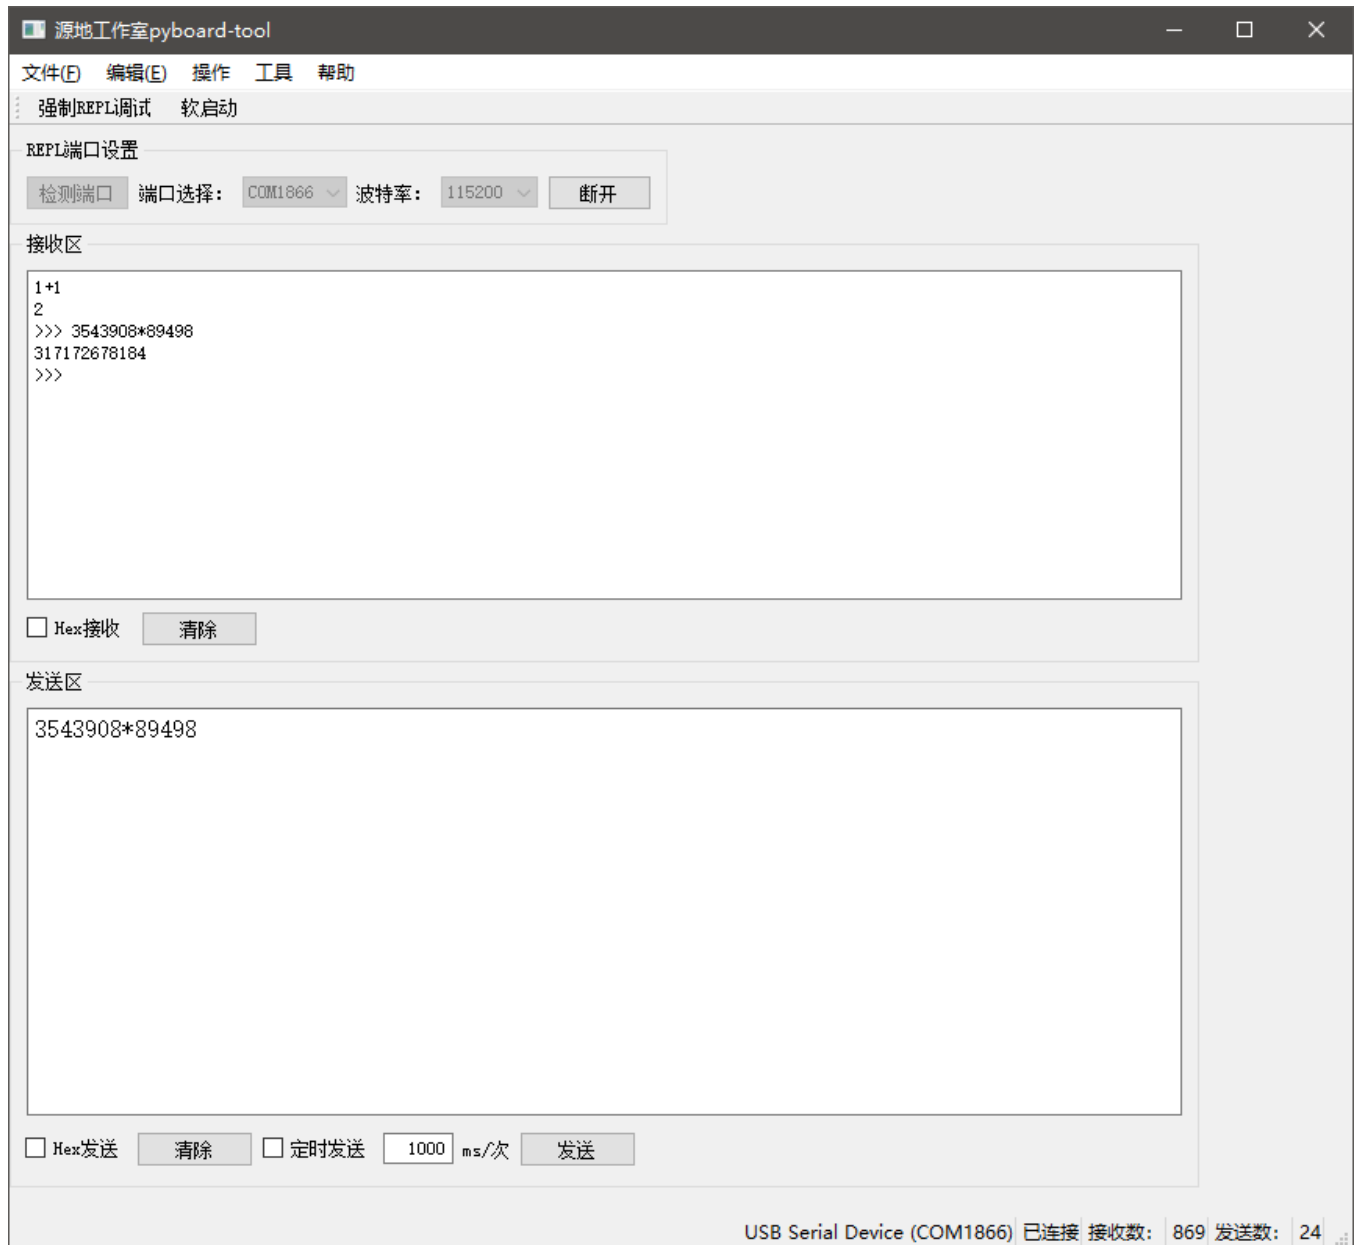 源地工作室pyboard-tool
文件(F) 编辑(E) 操作 工具 帮助
强制REPL调试 软启动
REPL端口设置
检测端口 端口选择: COM1866 波特率: 115200 断开
接收区
1+1
2
>>> 3543908*89498
317172678184
>>>
Hex接收 清除
发送区
3543908*89498
Hex发送 清除 定时发送 1000 ms/次 发送
USB Serial Device (COM1866) 已连接 接收数: 869 发送数: 24